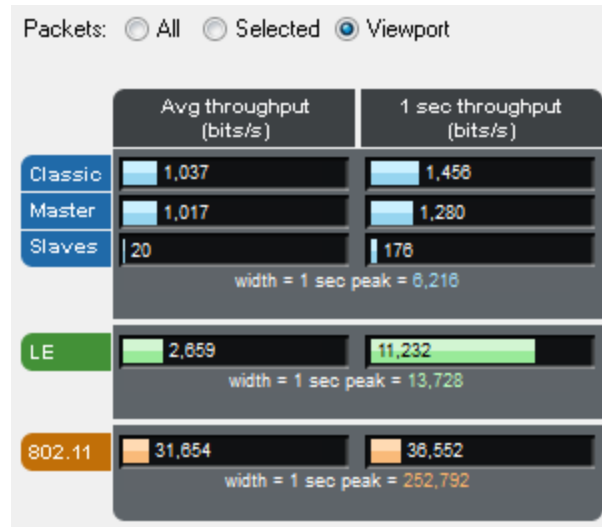 Packets: All Selected Viewport
Avg throughput (bits/s) 1 sec throughput (bits/s)
Classic 1,037 1,456
Master 1,017 1,280
Slaves 20 176
width = 1 sec peak = 6,216
LE 2,659 11,232
width = 1 sec peak = 13,728
802.11 31,654 36,552
width = 1 sec peak = 252,792